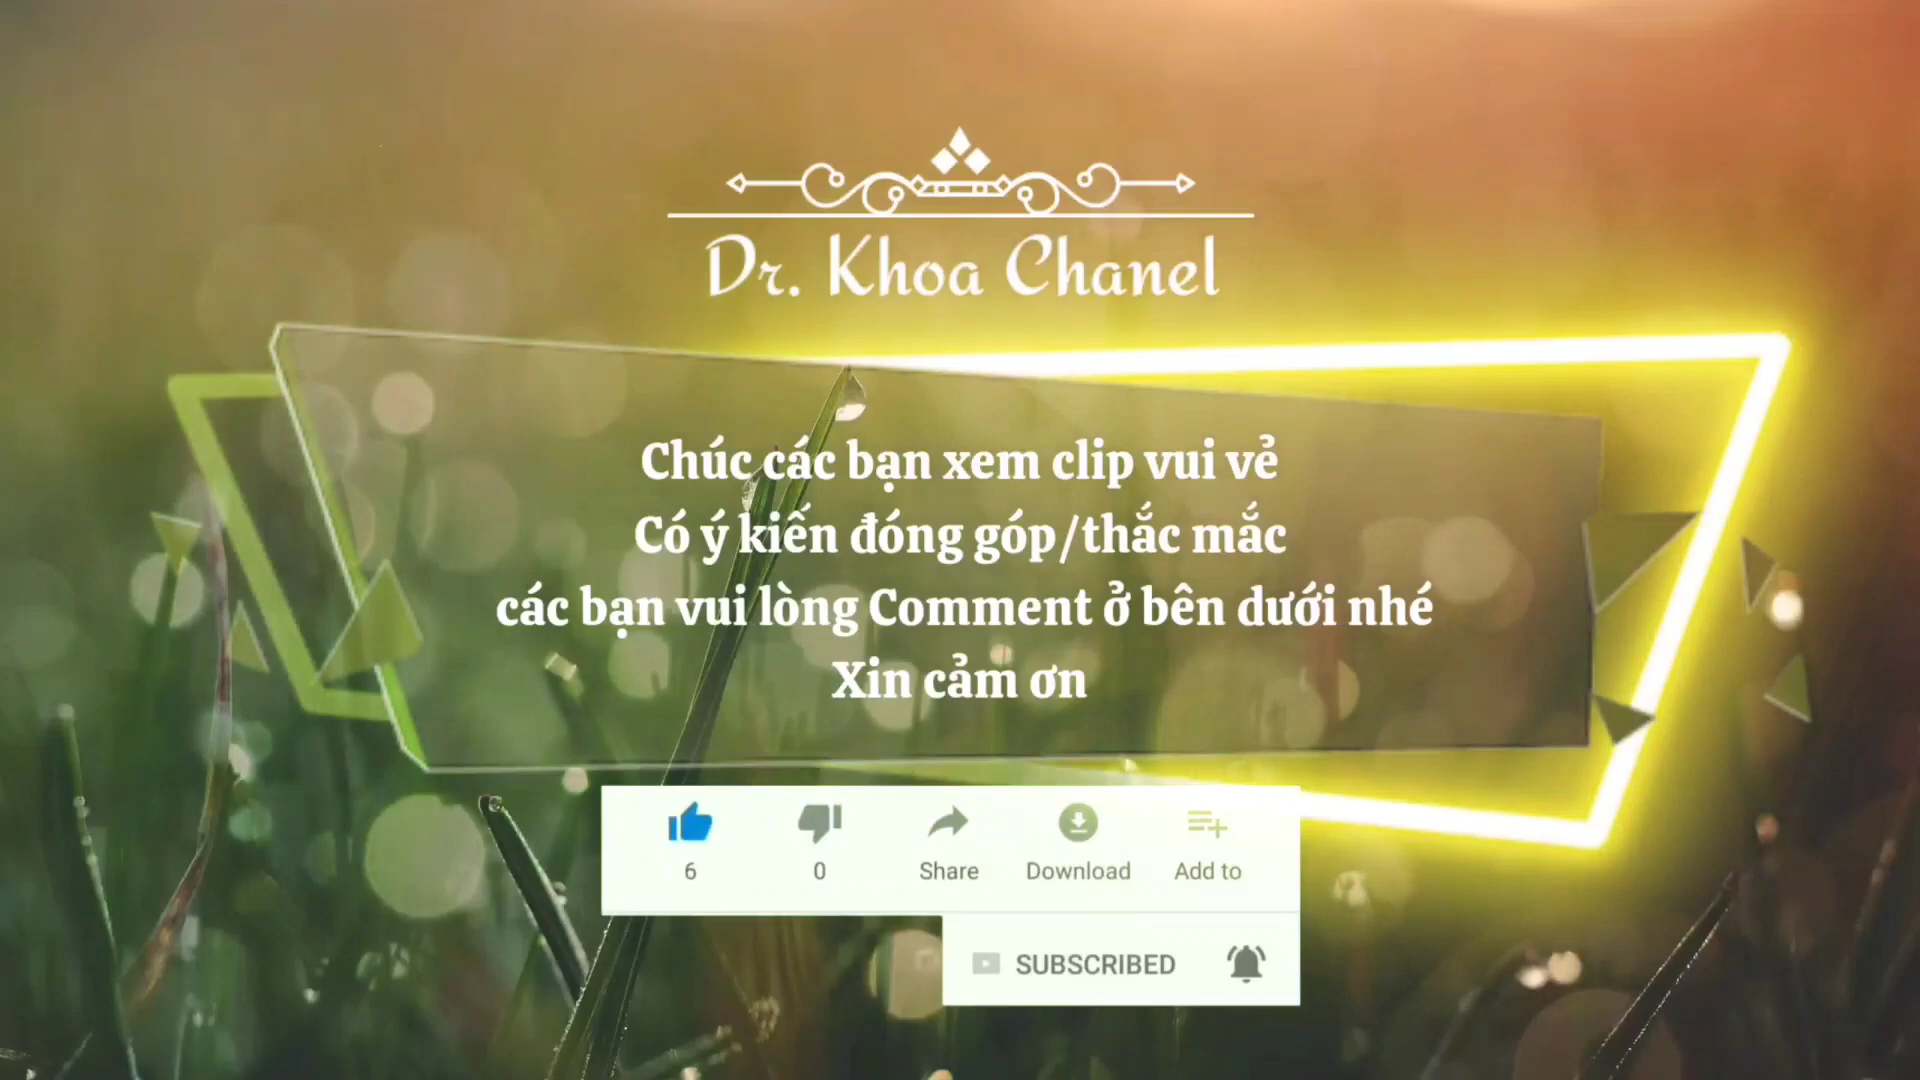 Dr. Khoa Chanel
Chúc các bạn xem clip vui vẻ
Có ý kiến đóng góp/thắc mắc
các bạn vui lòng Comment ở bên dưới nhé
Xin cảm ơn
6 0 Share Download Add to
SUBSCRIBED